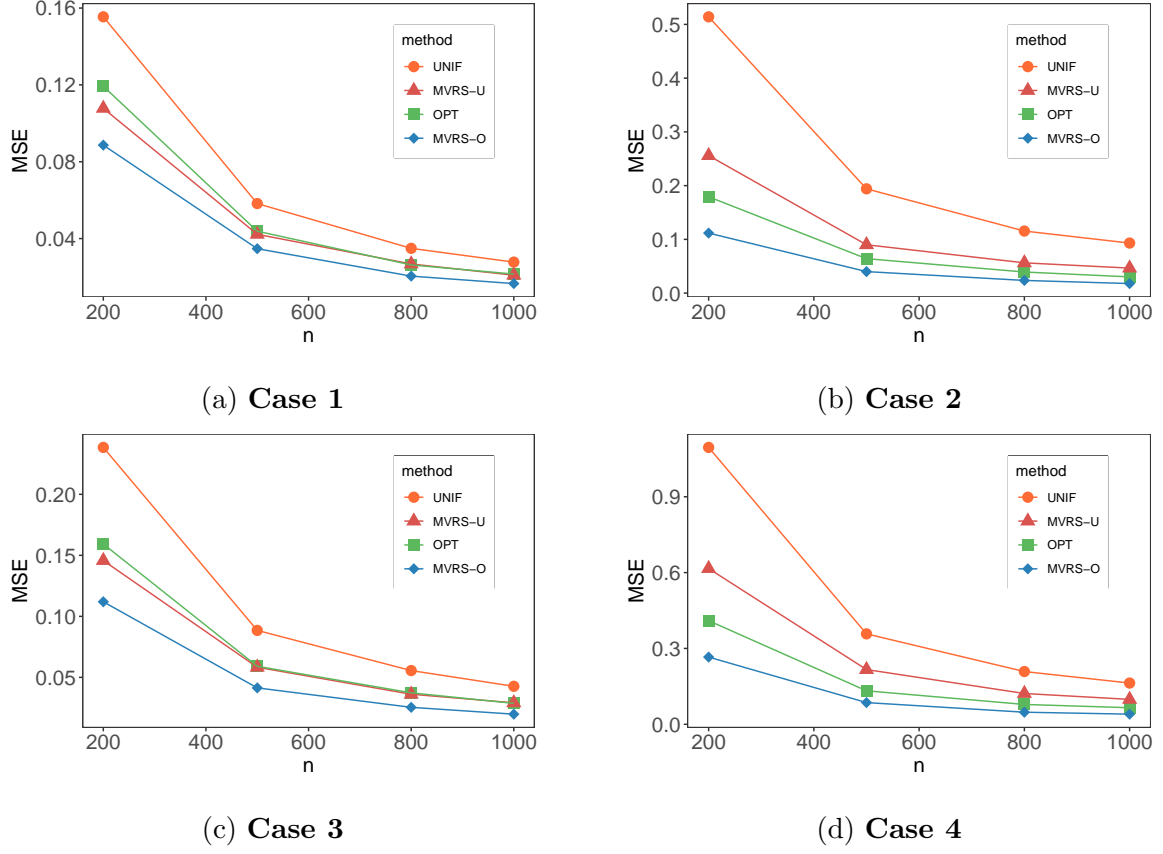 0.16
0.12
0.08
0.04
MSE
200 400 600 800 1000
n
method
UNIF
MVRS−U
OPT
MVRS−O
(a) Case 1
0.5
0.4
0.3
0.2
0.1
0.0
MSE
200 400 600 800 1000
n
method
UNIF
MVRS−U
OPT
MVRS−O
(b) Case 2
0.20
0.15
0.10
0.05
MSE
200 400 600 800 1000
n
method
UNIF
MVRS−U
OPT
MVRS−O
(c) Case 3
0.9
0.6
0.3
0.0
MSE
200 400 600 800 1000
n
method
UNIF
MVRS−U
OPT
MVRS−O
(d) Case 4